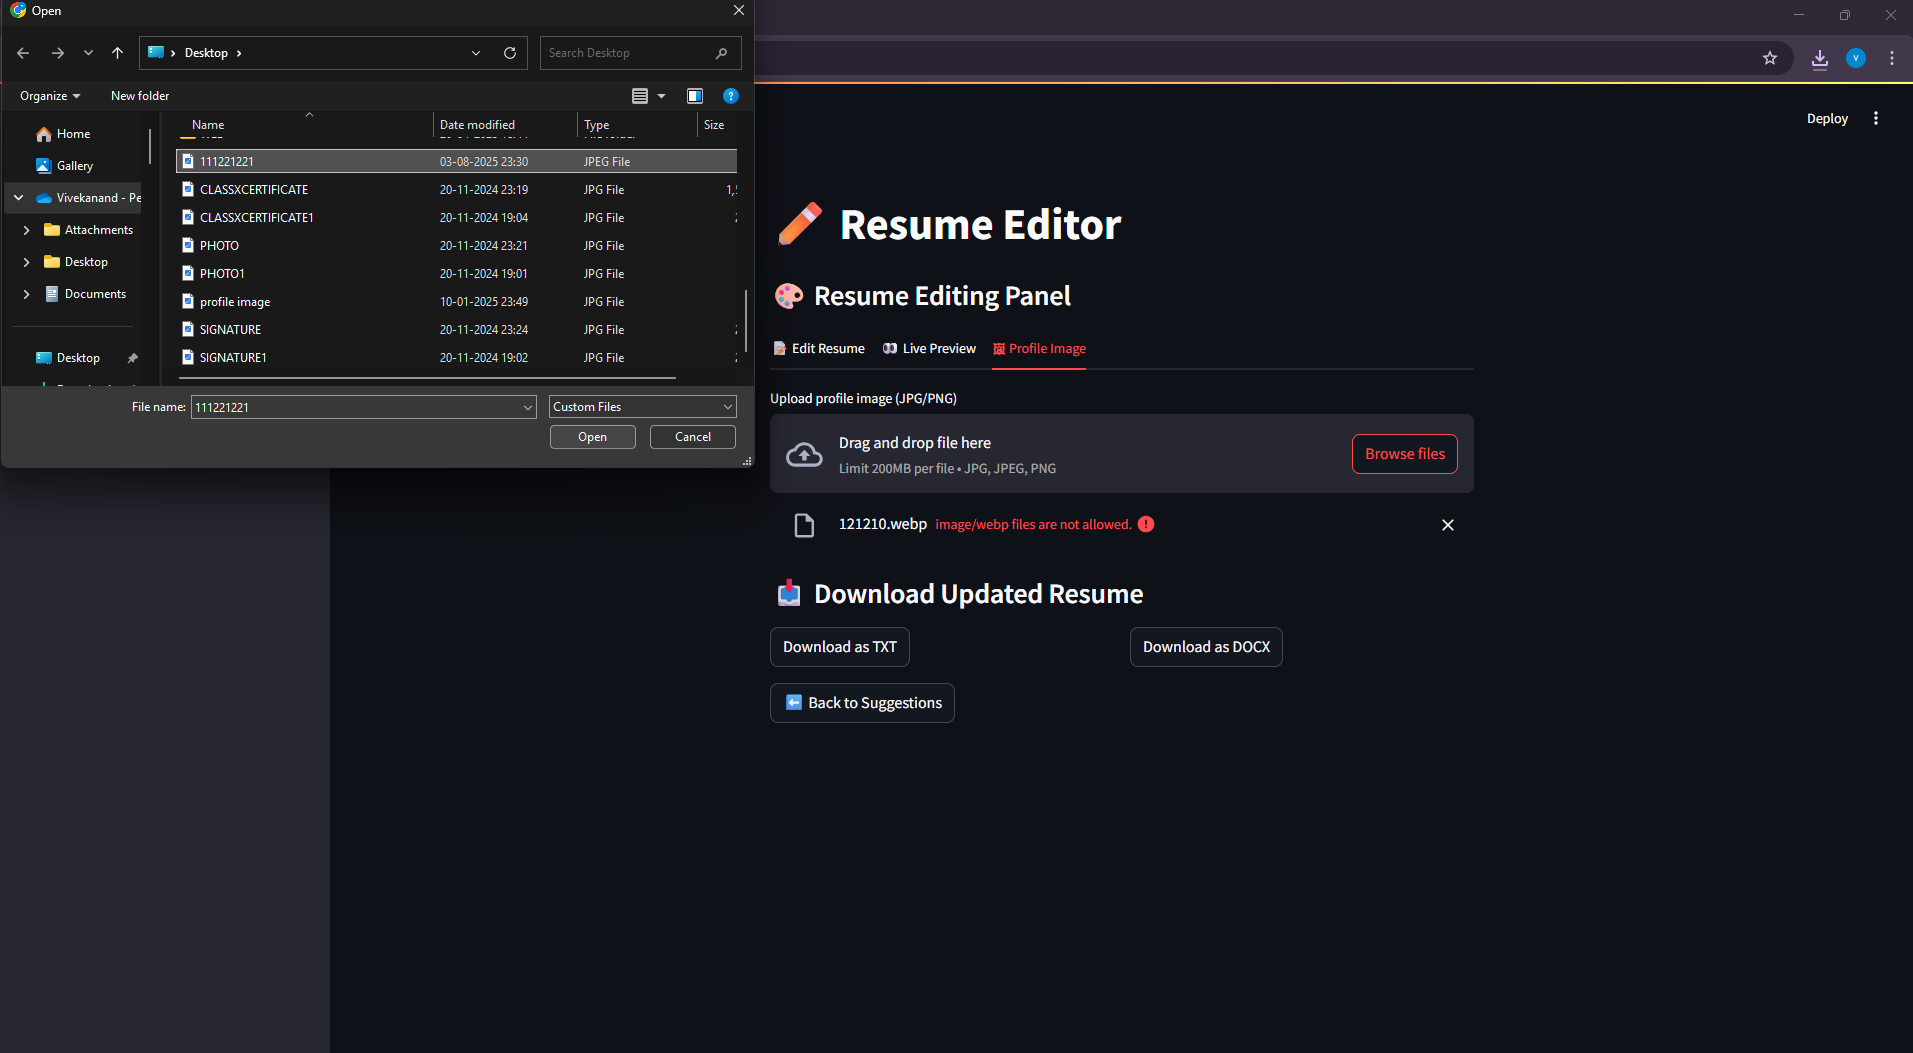 Open
Desktop
Search Desktop
Organize
New folder
Home
Gallery
Vivekanand - Pe
Attachments
Desktop
Documents
Desktop
Name Date modified Type Size
111221221 03-08-2025 23:30 JPEG File
CLASSXCERTIFICATE 20-11-2024 23:19 JPG File
CLASSXCERTIFICATE1 20-11-2024 19:04 JPG File
PHOTO 20-11-2024 23:21 JPG File
PHOTO1 20-11-2024 19:01 JPG File
profile image 10-01-2025 23:49 JPG File
SIGNATURE 20-11-2024 23:24 JPG File
SIGNATURE1 20-11-2024 19:02 JPG File
File name: 111221221 Custom Files
Open Cancel
V
Deploy
Resume Editor
Resume Editing Panel
Edit Resume Live Preview Profile Image
Upload profile image (JPG/PNG)
Drag and drop file here
Limit 200MB per file • JPG, JPEG, PNG
Browse files
121210.webp image/webp files are not allowed.
Download Updated Resume
Download as TXT Download as DOCX
Back to Suggestions